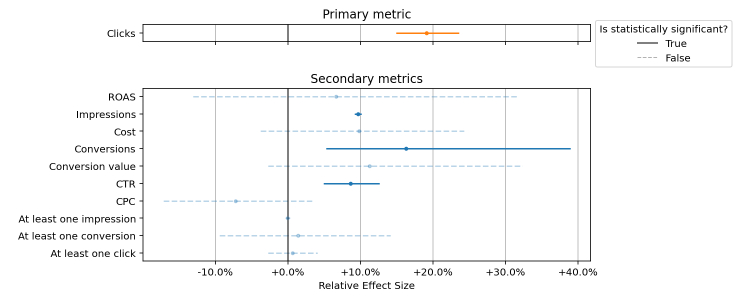 Primary metric
Clicks
Is statistically significant?
True
False
Secondary metrics
ROAS
Impressions
Cost
Conversions
Conversion value
CTR
CPC
At least one impression
At least one conversion
At least one click
-10.0% +0.0% +10.0% +20.0% +30.0% +40.0%
Relative Effect Size